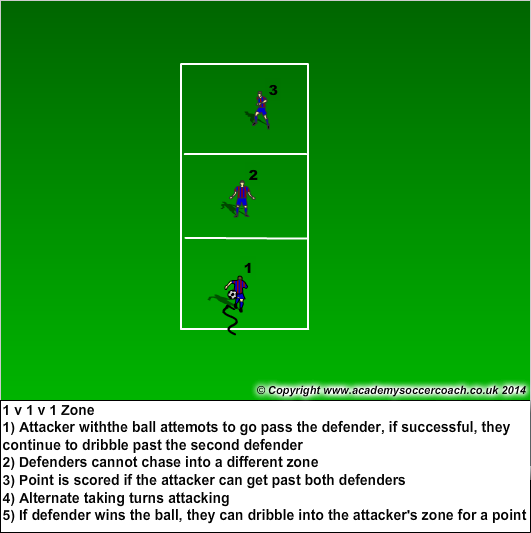 3
2
1
© Copyright www.academysoccercoach.co.uk 2014
1 v 1 v 1 Zone
1) Attacker withthe ball attemots to go pass the defender, if successful, they
continue to dribble past the second defender
2) Defenders cannot chase into a different zone
3) Point is scored if the attacker can get past both defenders
4) Alternate taking turns attacking
5) If defender wins the ball, they can dribble into the attacker's zone for a point